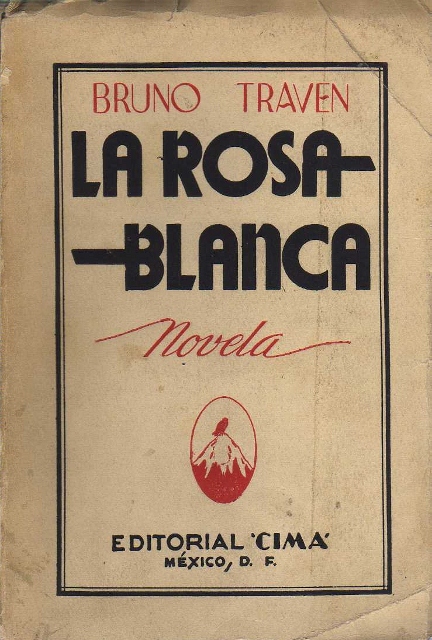 BRUNO TRAVEN
LA ROSA
BLANCA
Novela
EDITORIAL 'CIMA'
MÉXICO, D. F.